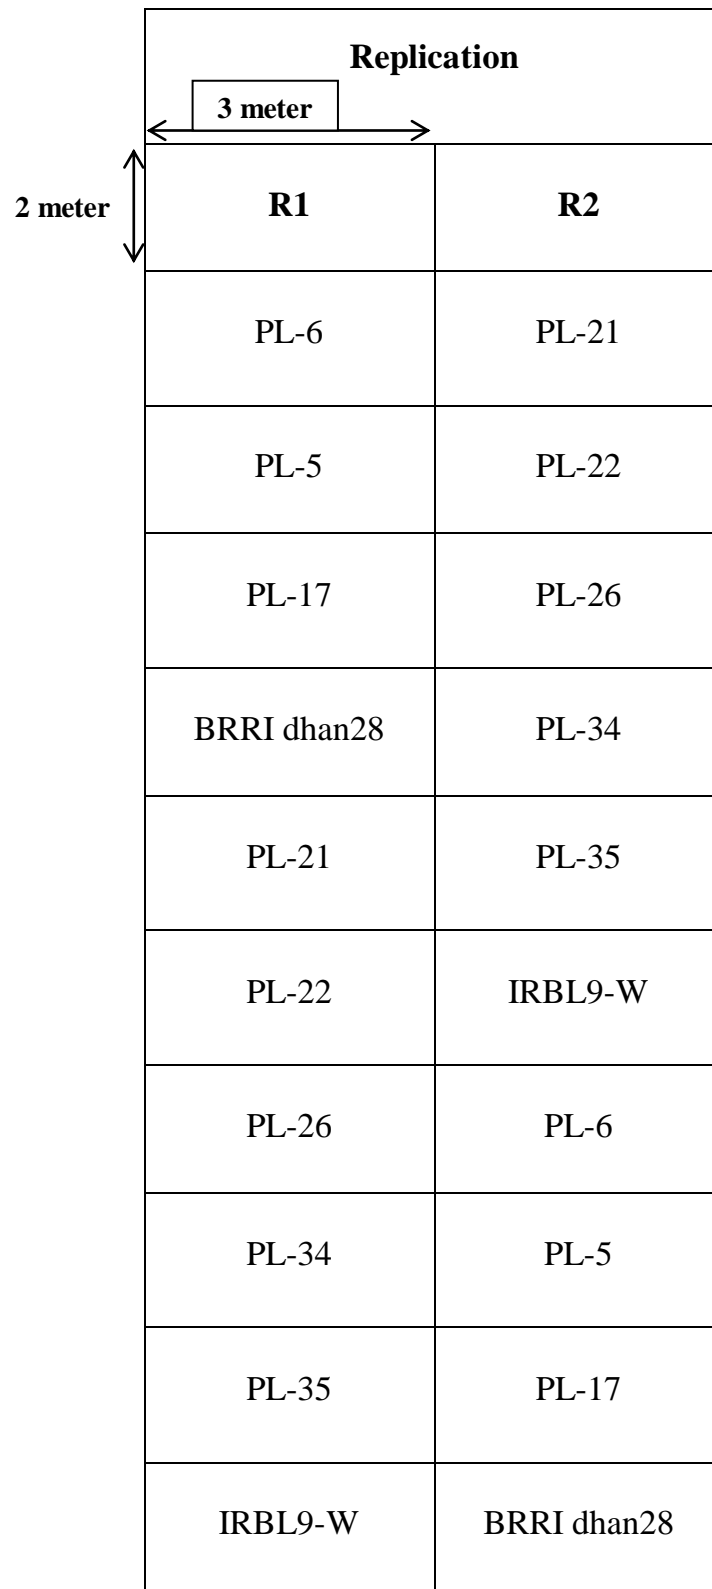 Replication
3 meter
2 meter
R1 R2
PL-6 PL-21
PL-5 PL-22
PL-17 PL-26
BRRI dhan28 PL-34
PL-21 PL-35
PL-22 IRBL9-W
PL-26 PL-6
PL-34 PL-5
PL-35 PL-17
IRBL9-W BRRI dhan28